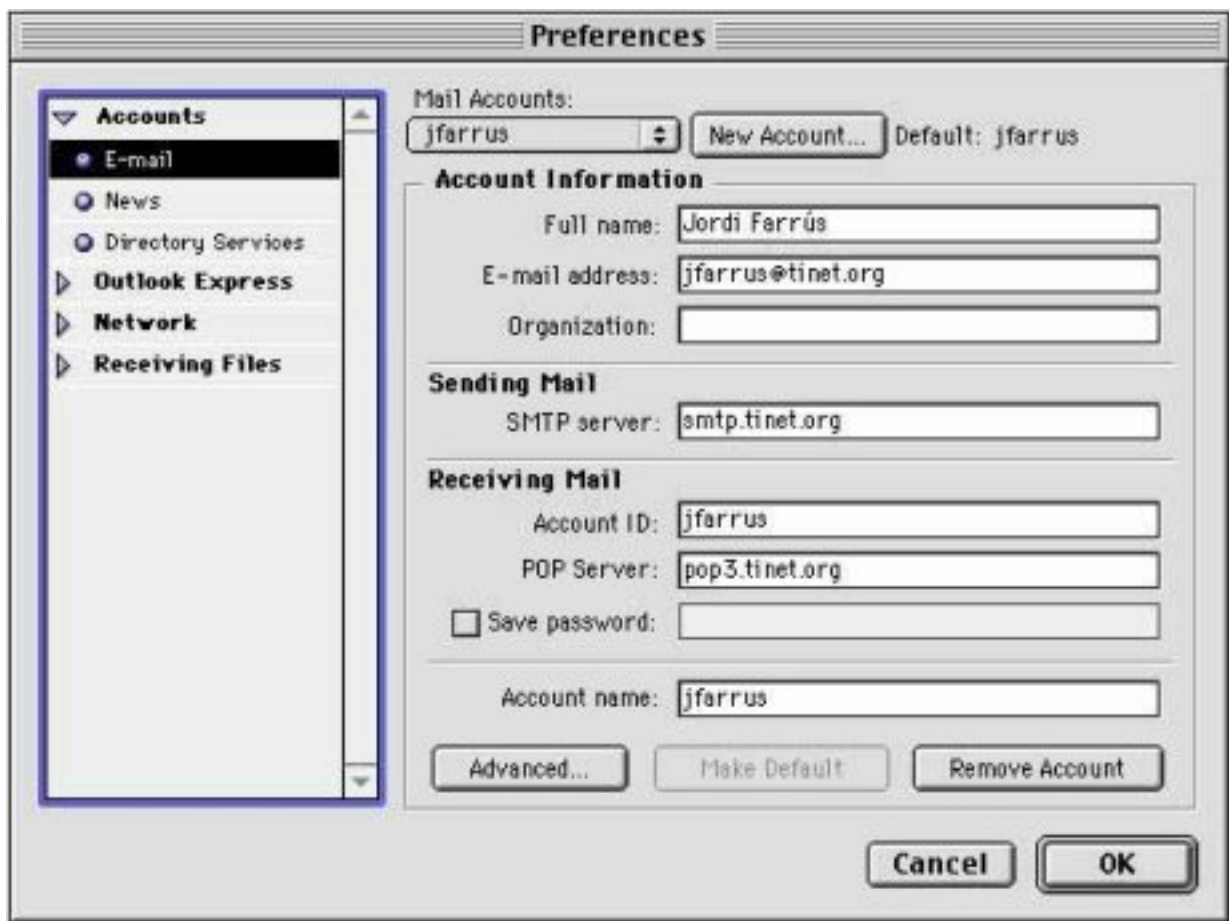 Preferences
Accounts
E-mail
News
Directory Services
Outlook Express
Network
Receiving Files
Mail Accounts:
jfarrus New Account... Default: jfarrus
Account Information
Full name: Jordi Farrús
E-mail address: jfarrus@tinet.org
Organization:
Sending Mail
SMTP server: smtp.tinet.org
Receiving Mail
Account ID: jfarrus
POP Server: pop3.tinet.org
Save password:
Account name: jfarrus
Advanced... Make Default Remove Account
Cancel OK